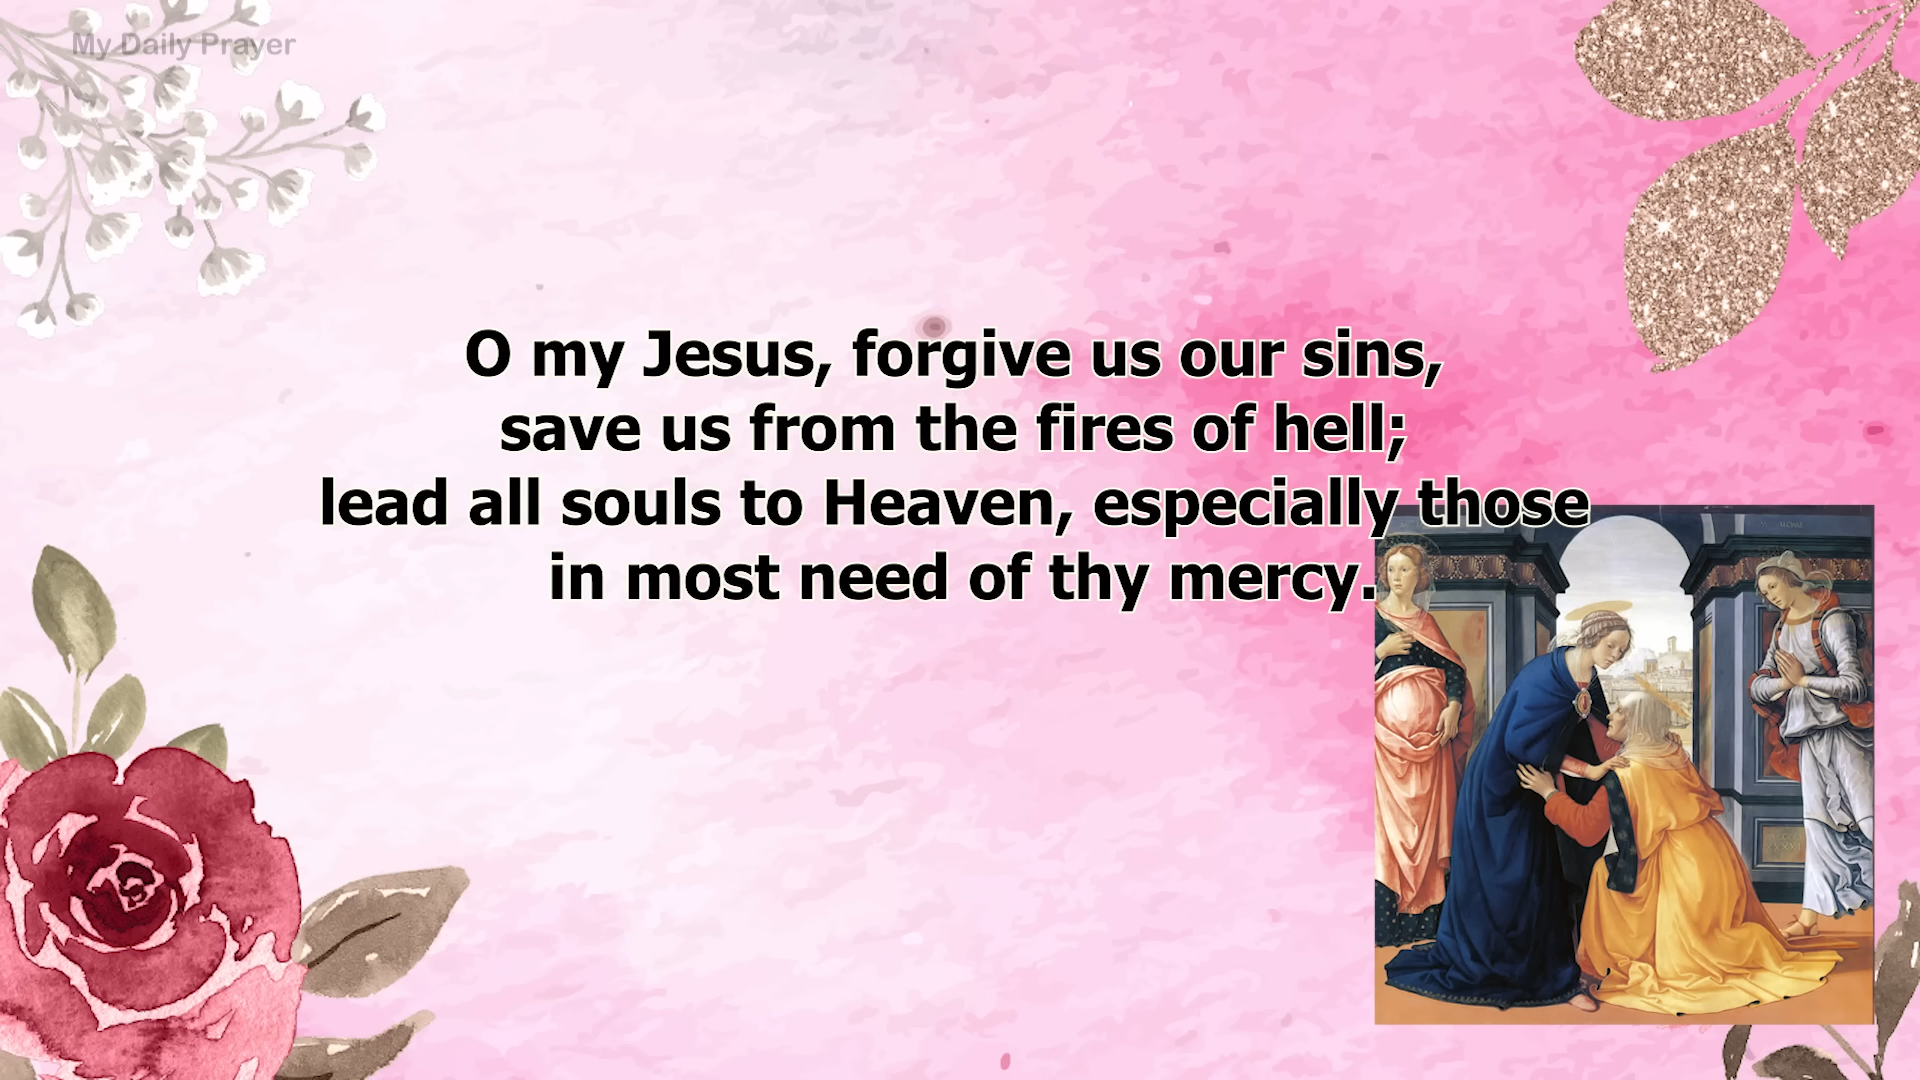 My Daily Prayer
O my Jesus, forgive us our sins,
save us from the fires of hell;
lead all souls to Heaven, especially those
in most need of thy mercy.